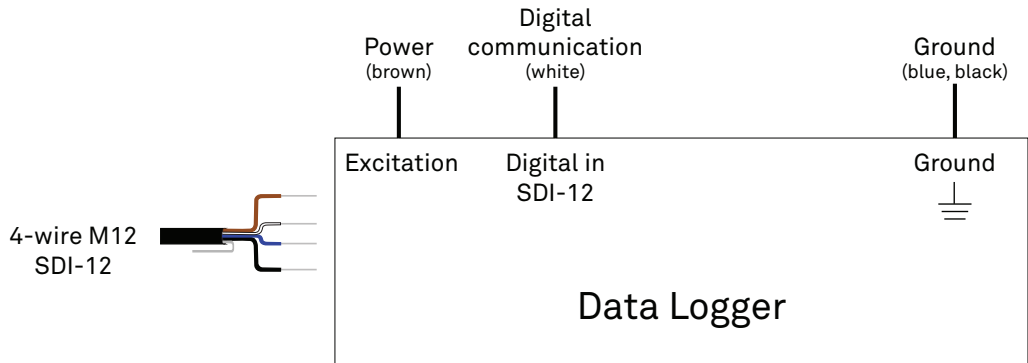 Power
(brown)
Digital
communication
(white)
Ground
(blue, black)
Excitation
Digital in
SDI-12
Ground
4-wire M12
SDI-12
Data Logger